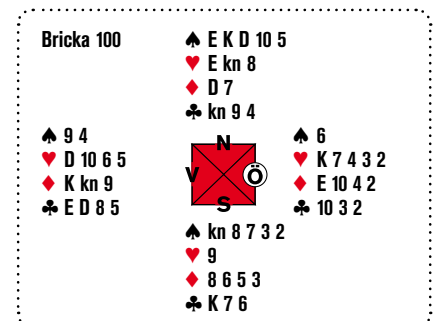 Bricka 100
♠ E K D 10 5
♥ E kn 8
♦ D 7
♣ kn 9 4
♠ 9 4
♥ D 10 6 5
♦ K kn 9
♣ E D 8 5
N
V Ö
S
♠ 6
♥ K 7 4 3 2
♦ E 10 4 2
♣ 10 3 2
♠ kn 8 7 3 2
♥ 9
♦ 8 6 5 3
♣ K 7 6